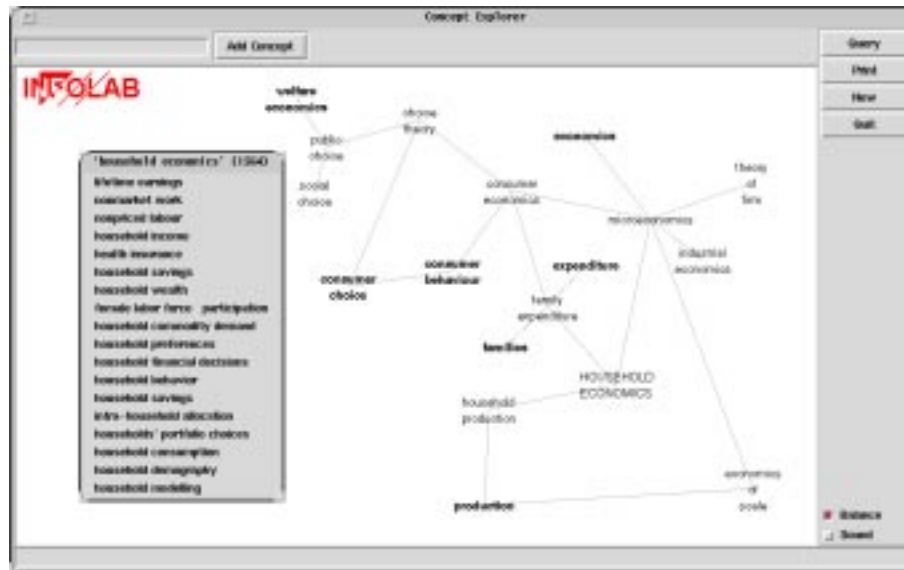 Concept Explorer
Add Concept
Query
Print
New
Quit
INFOLAB
welfare
economics
choice
theory
public
choice
social
choice
economics
theory
of
firm
consumer
economics
microeconomics
industrial
economics
consumer
choice
consumer
behaviour
expenditure
family
expenditure
families
HOUSEHOLD
ECONOMICS
household
production
production
economies
of
scale
'household economics' (1564)
lifetime earnings
nonmarket work
nonpriced labour
household income
health insurance
household savings
household wealth
female labor force participation
household commodity demand
household preferences
household financial decisions
household behavior
household savings
intra-household allocation
households' portfolio choices
household consumption
household demography
household modelling
Balance
Sound